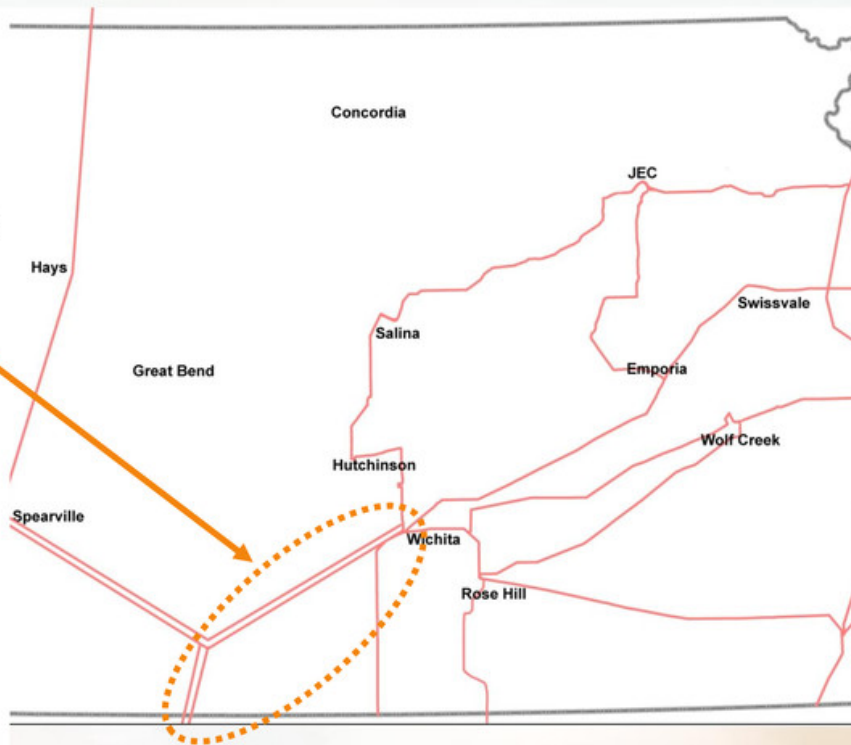 Concordia
JEC
Hays
Swissvale
Salina
Great Bend
Emporia
Wolf Creek
Hutchinson
Spearville
Wichita
Rose Hill